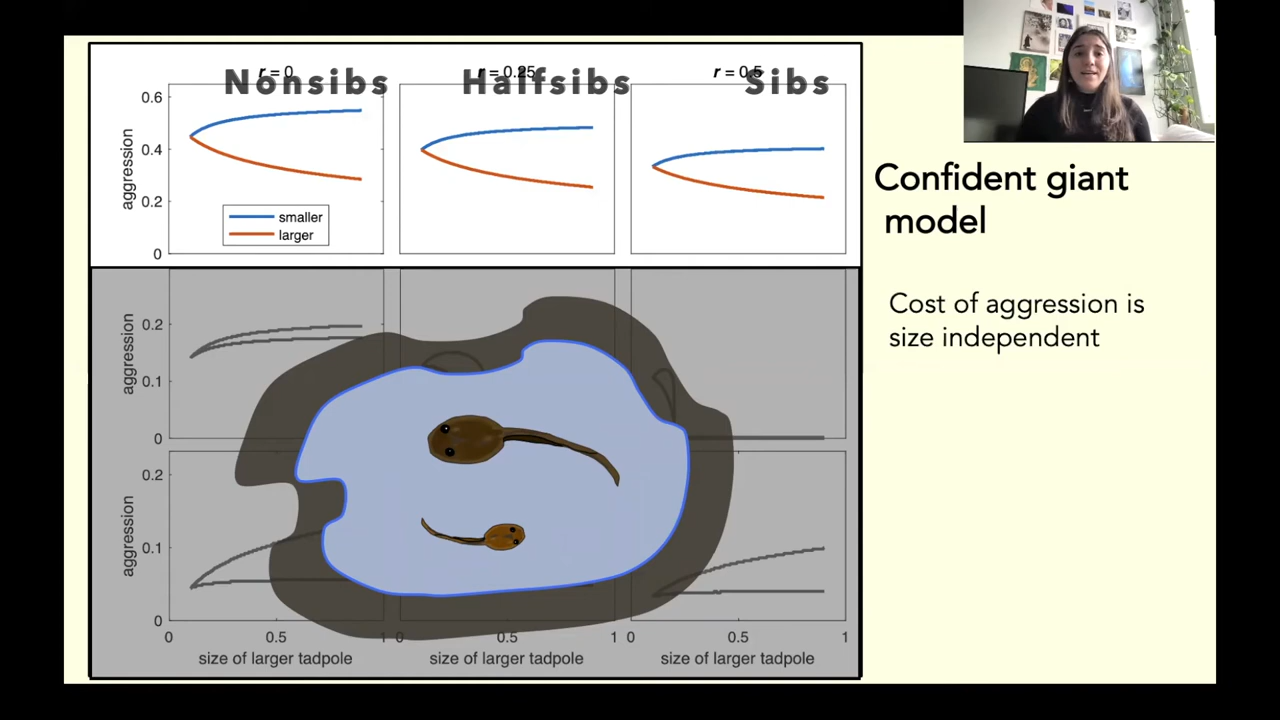 r = 0 r = 0.25 r = 0.5
Nonsibs Halfsibs Sibs
0.6
0.4
0.2
0
aggression
smaller
larger
Confident giant
model
Cost of aggression is
size independent
0.2
0.1
0
aggression
0.2
0.1
0
aggression
0 0.5 1 0 0.5 1 0 0.5 1
size of larger tadpole size of larger tadpole size of larger tadpole